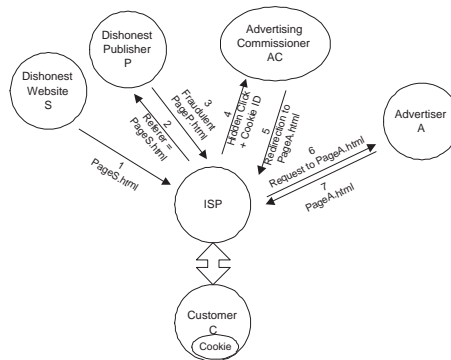 Dishonest
Website
S
Dishonest
Publisher
P
Advertising
Commissioner
AC
Advertiser
A
1
PageS.html
2
Referer =
PageS.html
3
Fraudulent
PageP.html
4
Hidden Click
+ Cookie ID
5
Redirection to
PageA.html
6
Request to PageA.html
7
PageA.html
ISP
Customer
C
Cookie